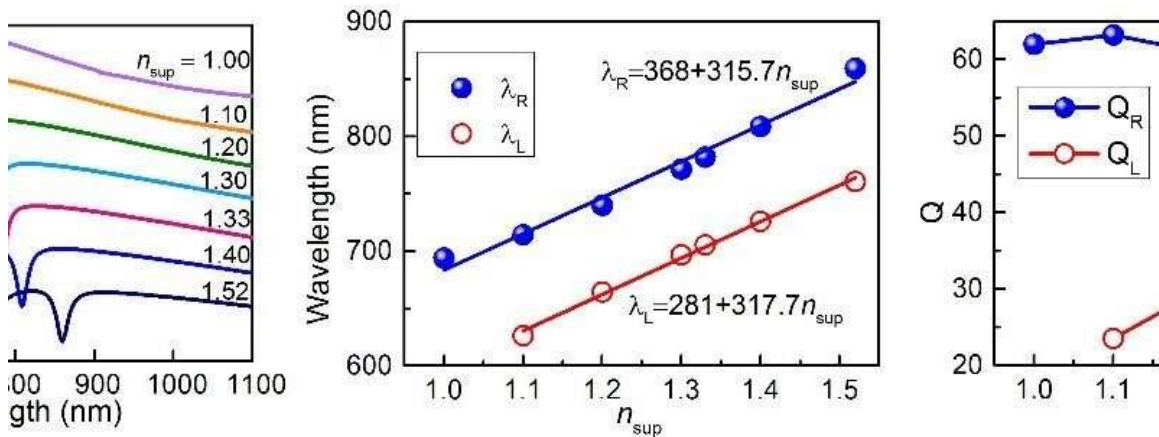 n_sup = 1.00
1.10
1.20
1.30
1.33
1.40
1.52
900 1000 1100
gth (nm)
900
800
700
600
Wavelength (nm)
λ_R
λ_L
λ_R=368+315.7n_sup
λ_L=281+317.7n_sup
1.0 1.1 1.2 1.3 1.4 1.5
n_sup
60
50
40
30
20
Q
Q_R
Q_L
1.0 1.1